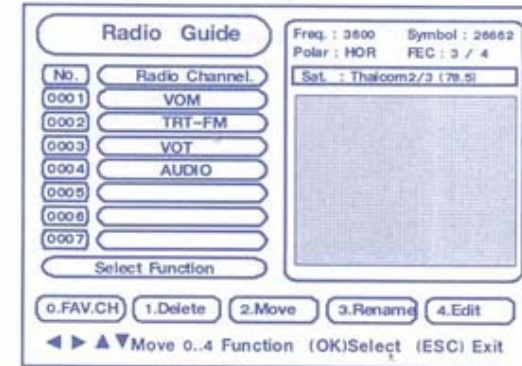 Radio Guide
Freq. : 3600 Symbol : 26662
Polar : HOR FEC : 3 / 4
Sat. : Thaicom2/3 (78.5)
No. Radio Channel.
0001 VOM
0002 TRT-FM
0003 VOT
0004 AUDIO
0005
0006
0007
Select Function
0.FAV.CH 1.Delete 2.Move 3.Rename 4.Edit
◀ ▶ ▲ ▼ Move 0..4 Function (OK)Select (ESC) Exit